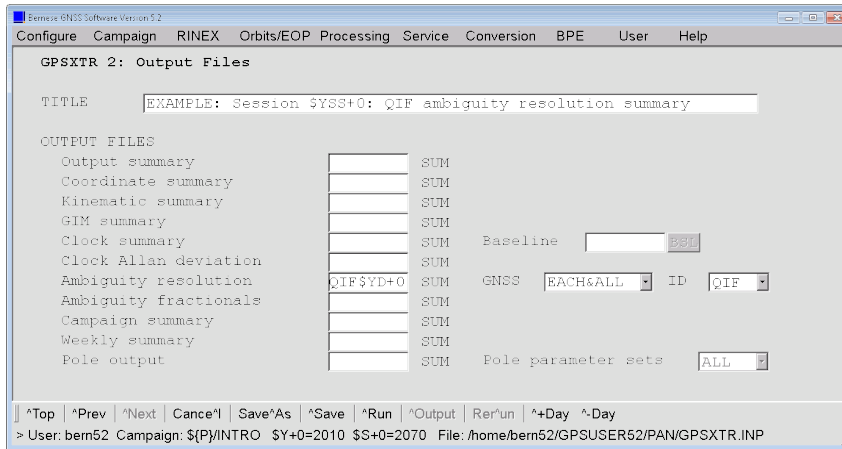 Bernese GNSS Software Version 5.2
Configure Campaign RINEX Orbits/EOP Processing Service Conversion BPE User Help
GPSXTR 2: Output Files
TITLE EXAMPLE: Session $YSS+0: QIF ambiguity resolution summary
OUTPUT FILES
Output summary SUM
Coordinate summary SUM
Kinematic summary SUM
GIM summary SUM
Clock summary SUM Baseline BSL
Clock Allan deviation SUM
Ambiguity resolution QIF$YD+0 SUM GNSS EACH&ALL ID QIF
Ambiguity fractionals SUM
Campaign summary SUM
Weekly summary SUM
Pole output SUM Pole parameter sets ALL
^Top | ^Prev | ^Next | Cance^l | Save^As | ^Save | ^Run | ^Output | Rer^un | ^+Day ^-Day
> User: bern52 Campaign: ${P}/INTRO $Y+0=2010 $S+0=2070 File: /home/bern52/GPSUSER52/PAN/GPSXTR.INP